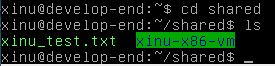 xinu@develop-end:~$ cd shared
xinu@develop-end:~/shared$ ls
xinu_test.txt  xinu-x86-vm
xinu@develop-end:~/shared$ _